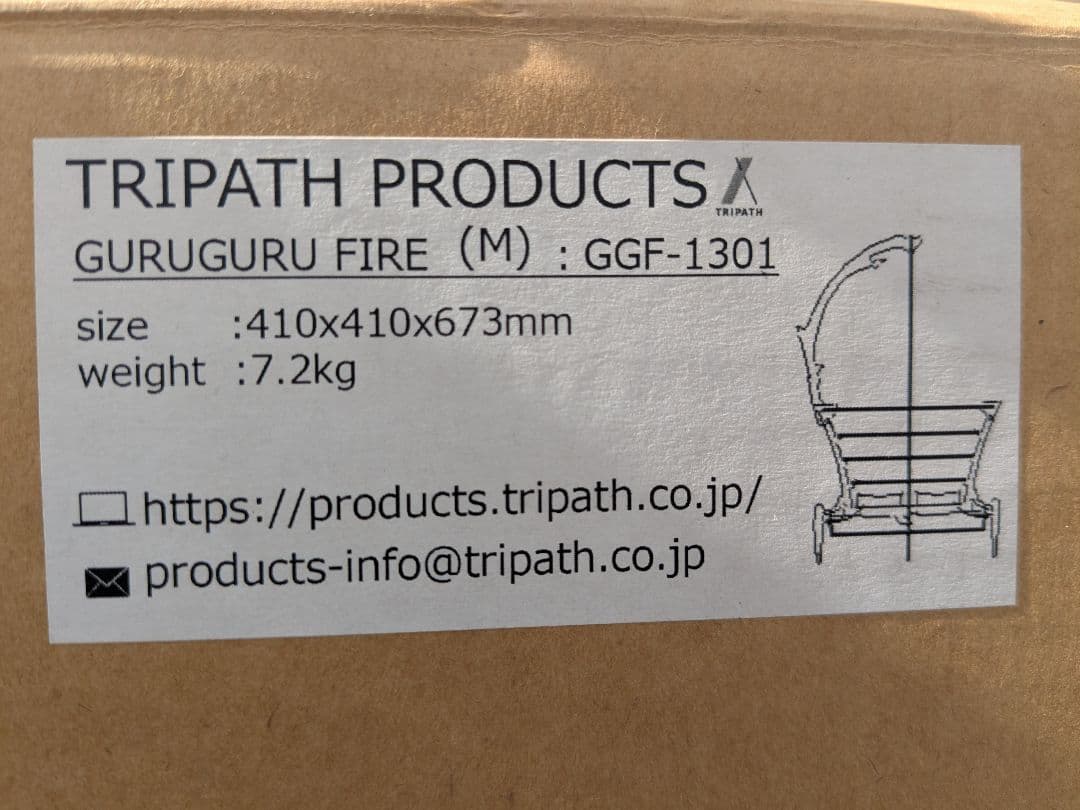 TRIPATH PRODUCTS
TRIPATH
GURUGURU FIRE (M) : GGF-1301
size :410x410x673mm
weight :7.2kg
https://products.tripath.co.jp/
products-info@tripath.co.jp